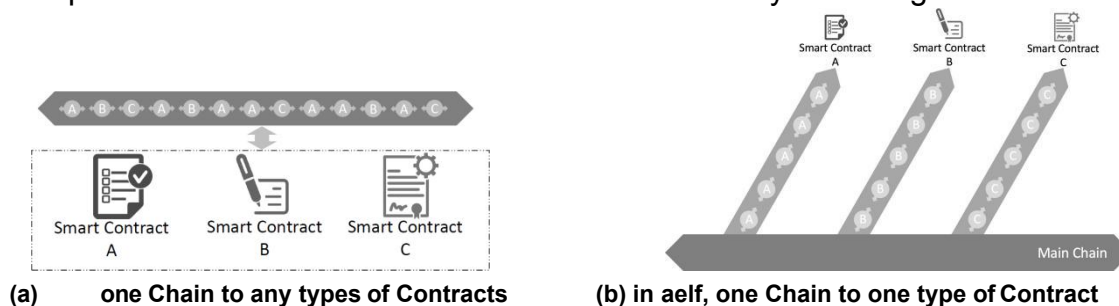 A B C A B A A C A A B A C
Smart Contract
A
Smart Contract
B
Smart Contract
C
(a) one Chain to any types of Contracts
Smart Contract
A
Smart Contract
B
Smart Contract
C
A B C
A B C
A B C
A B C
A B C
Main Chain
(b) in aelf, one Chain to one type of Contract